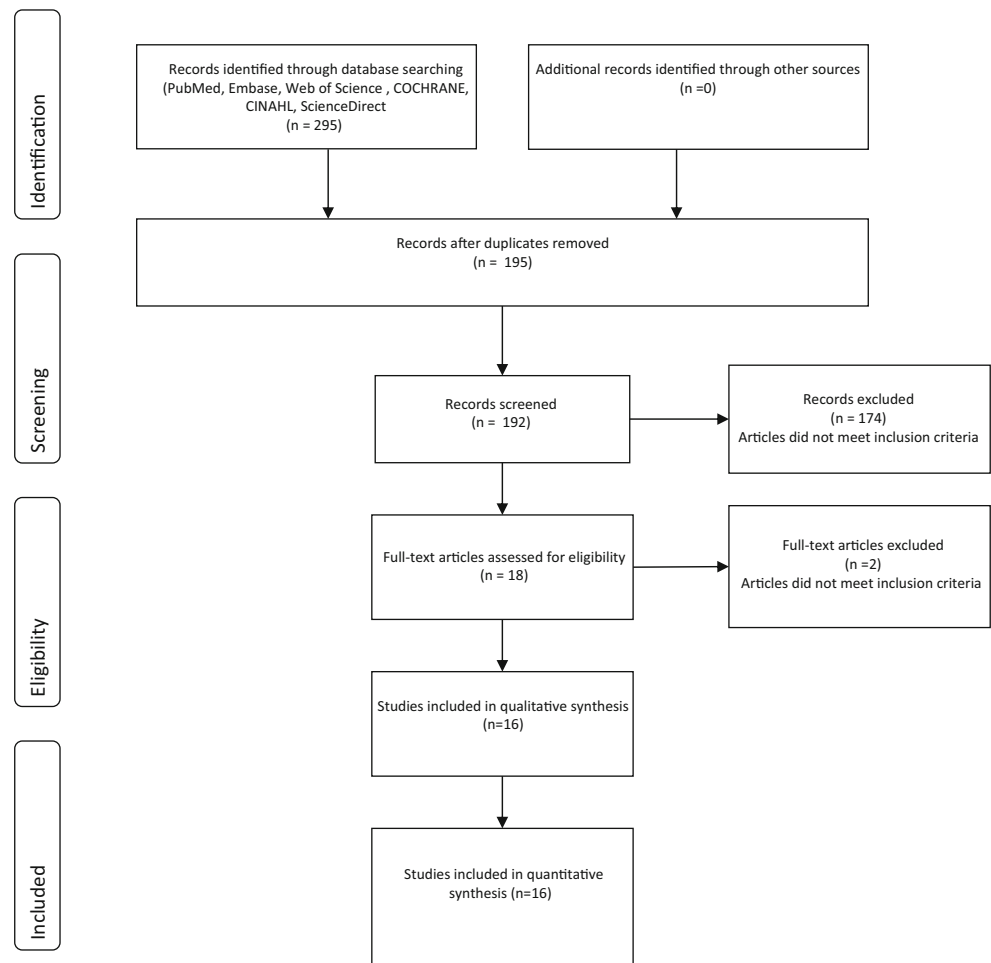 Identification
Records identified through database searching
(PubMed, Embase, Web of Science , COCHRANE,
CINAHL, ScienceDirect
(n = 295)
Additional records identified through other sources
(n =0)
Records after duplicates removed
(n = 195)
Screening
Records screened
(n = 192)
Records excluded
(n = 174)
Articles did not meet inclusion criteria
Eligibility
Full-text articles assessed for eligibility
(n = 18)
Full-text articles excluded
(n =2)
Articles did not meet inclusion criteria
Studies included in qualitative synthesis
(n=16)
Included
Studies included in quantitative
synthesis (n=16)